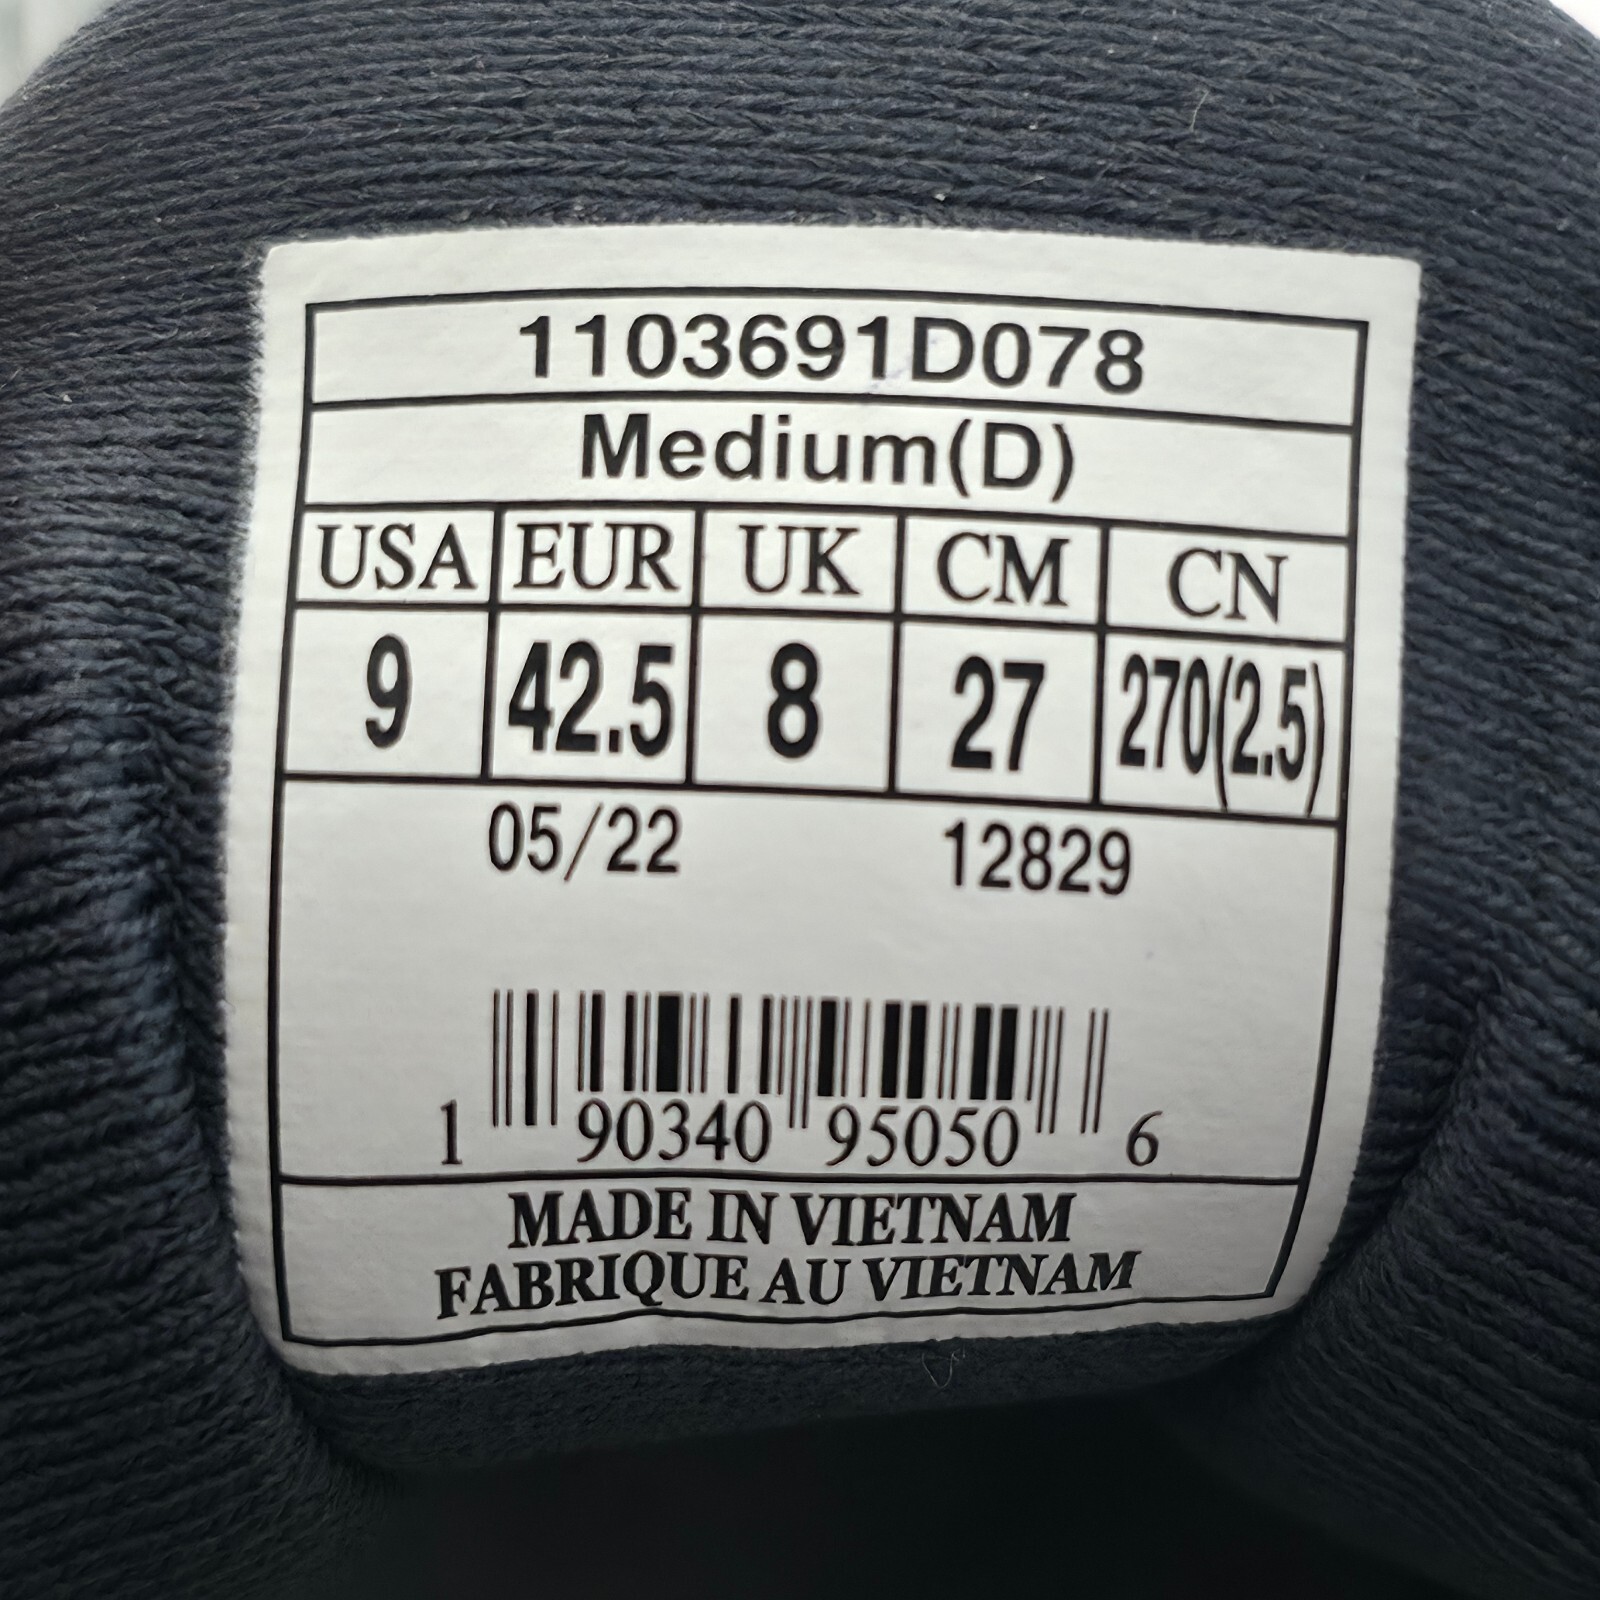 1103691D078
Medium(D)
USA EUR UK CM CN
9 42.5 8 27 270(2.5)
05/22 12829
1 90340 95050 6
MADE IN VIETNAM
FABRIQUE AU VIETNAM